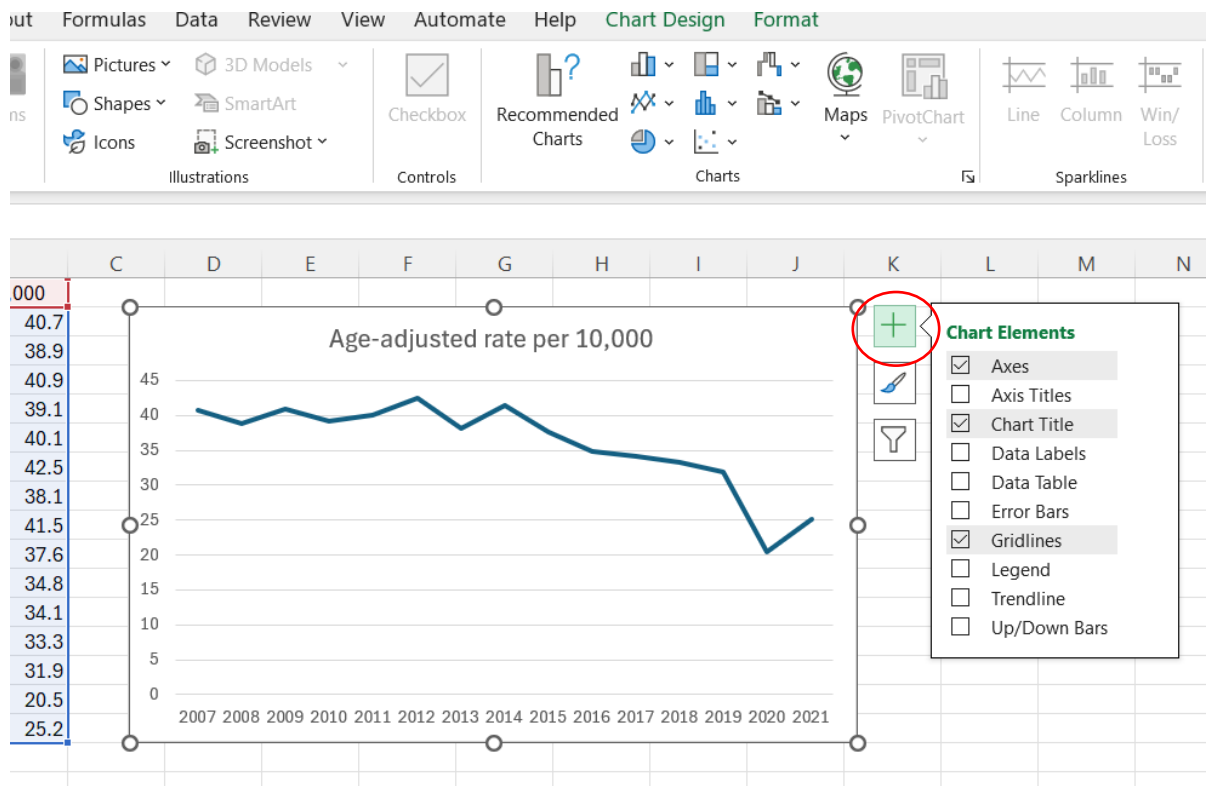 out Formulas Data Review View Automate Help Chart Design Format
Pictures 3D Models
Shapes SmartArt
ns
Icons Screenshot
Illustrations
Checkbox
Controls
Recommended
Charts
Maps
PivotChart
Charts
Line Column Win/
Loss
Sparklines
C D E F G H I J K L M N
,000
40.7
38.9
40.9
39.1
40.1
42.5
38.1
41.5
37.6
34.8
34.1
33.3
31.9
20.5
25.2
Age-adjusted rate per 10,000
45
40
35
30
25
20
15
10
5
0
2007 2008 2009 2010 2011 2012 2013 2014 2015 2016 2017 2018 2019 2020 2021
Chart Elements
Axes
Axis Titles
Chart Title
Data Labels
Data Table
Error Bars
Gridlines
Legend
Trendline
Up/Down Bars